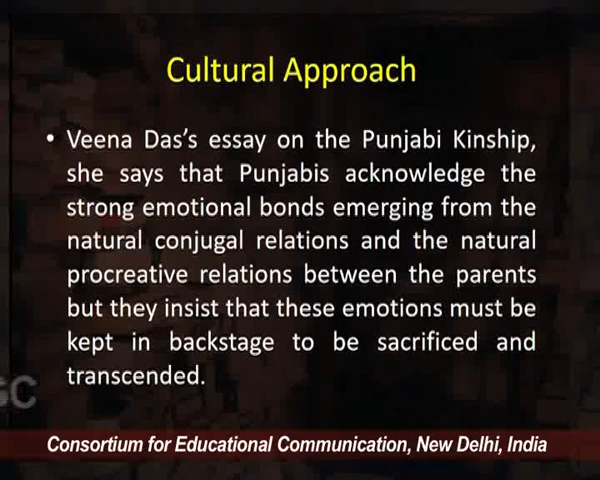 Cultural Approach
• Veena Das's essay on the Punjabi Kinship,
she says that Punjabis acknowledge the
strong emotional bonds emerging from the
natural conjugal relations and the natural
procreative relations between the parents
but they insist that these emotions must be
kept in backstage to be sacrificed and
transcended.
Consortium for Educational Communication, New Delhi, India